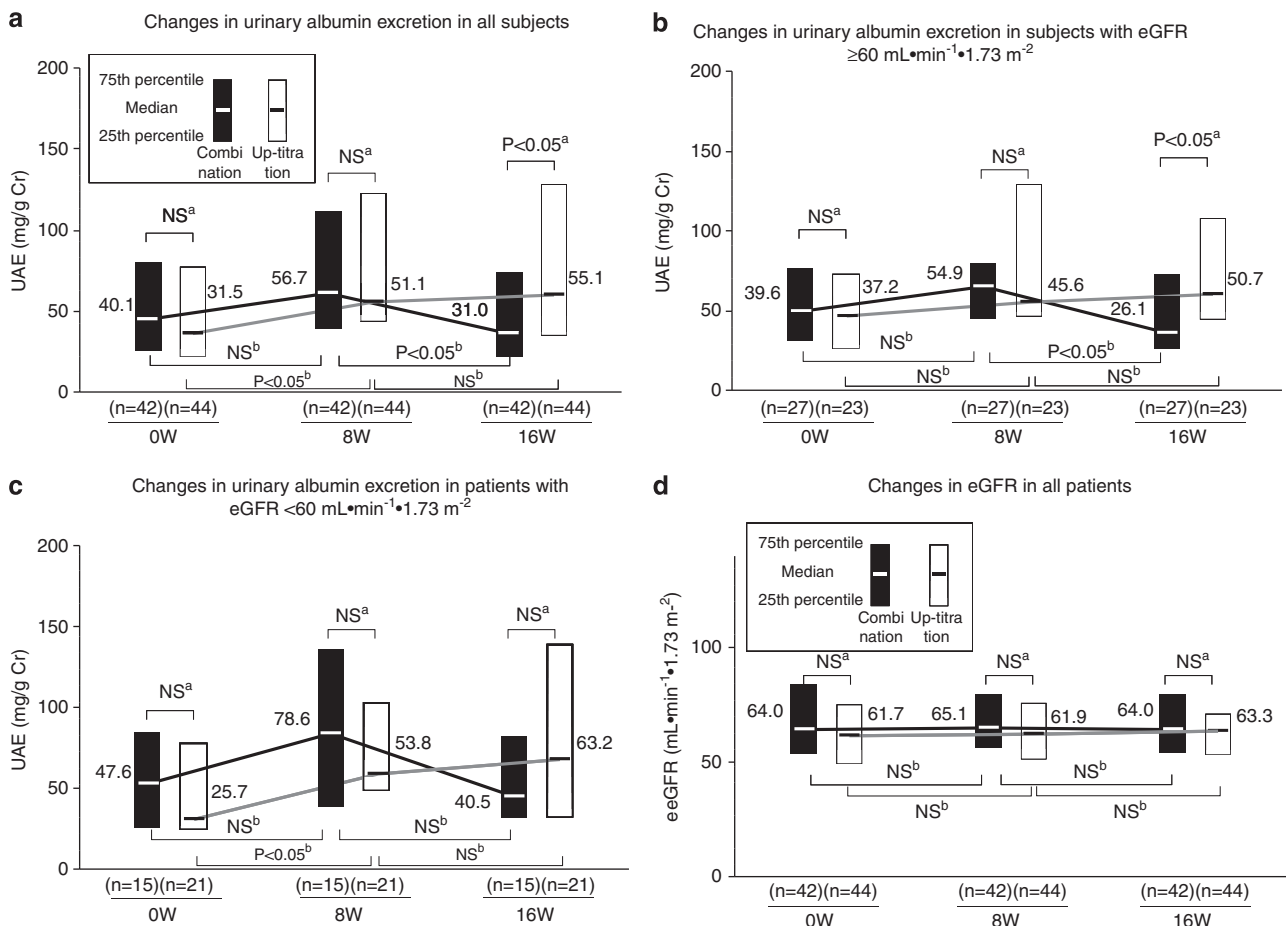 a
Changes in urinary albumin excretion in all subjects
200
150
100
50
0
UAE (mg/g Cr)
75th percentile
Median
25th percentile
Combi
nation
Up-titra
tion
NSᵃ
NSᵃ
P<0.05ᵃ
40.1
31.5
56.7
51.1
31.0
55.1
NSᵇ
P<0.05ᵇ
P<0.05ᵇ
NSᵇ
(n=42)(n=44)
(n=42)(n=44)
(n=42)(n=44)
0W
8W
16W
b
Changes in urinary albumin excretion in subjects with eGFR
≥60 mL•min⁻¹•1.73 m⁻²
200
150
100
50
0
UAE (mg/g Cr)
NSᵃ
NSᵃ
P<0.05ᵃ
39.6
37.2
54.9
45.6
26.1
50.7
NSᵇ
P<0.05ᵇ
NSᵇ
NSᵇ
(n=27)(n=23)
(n=27)(n=23)
(n=27)(n=23)
0W
8W
16W
c
Changes in urinary albumin excretion in patients with
eGFR <60 mL•min⁻¹•1.73 m⁻²
200
150
100
50
0
UAE (mg/g Cr)
NSᵃ
NSᵃ
NSᵃ
47.6
25.7
78.6
53.8
40.5
63.2
NSᵇ
NSᵇ
P<0.05ᵇ
NSᵇ
(n=15)(n=21)
(n=15)(n=21)
(n=15)(n=21)
0W
8W
16W
d
Changes in eGFR in all patients
75th percentile
Median
25th percentile
Combi
nation
Up-titra
tion
100
50
0
eeGFR (mL•min⁻¹•1.73 m-²)
NSᵃ
NSᵃ
NSᵃ
64.0
61.7
65.1
61.9
64.0
63.3
NSᵇ
NSᵇ
NSᵇ
NSᵇ
(n=42)(n=44)
(n=42)(n=44)
(n=42)(n=44)
0W
8W
16W